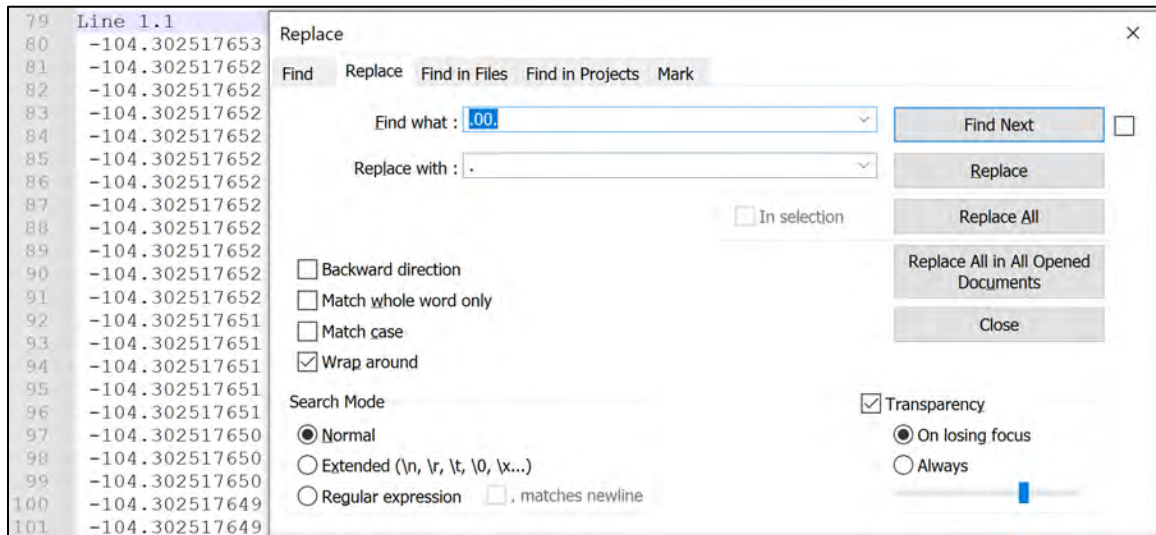 79 Line 1.1
80 -104.302517653
81 -104.302517652
82 -104.302517652
83 -104.302517652
84 -104.302517652
85 -104.302517652
86 -104.302517652
87 -104.302517652
88 -104.302517652
89 -104.302517652
90 -104.302517652
91 -104.302517652
92 -104.302517651
93 -104.302517651
94 -104.302517651
95 -104.302517651
96 -104.302517651
97 -104.302517650
98 -104.302517650
99 -104.302517650
100 -104.302517649
101 -104.302517649
Replace
Find Replace Find in Files Find in Projects Mark
Find what : .00.
Find Next
Replace with : .
Replace
In selection
Replace All
Replace All in All Opened
Documents
Close
Backward direction
Match whole word only
Match case
Wrap around
Search Mode
Normal
Extended (\n, \r, \t, \0, \x...)
Regular expression . matches newline
Transparency
On losing focus
Always